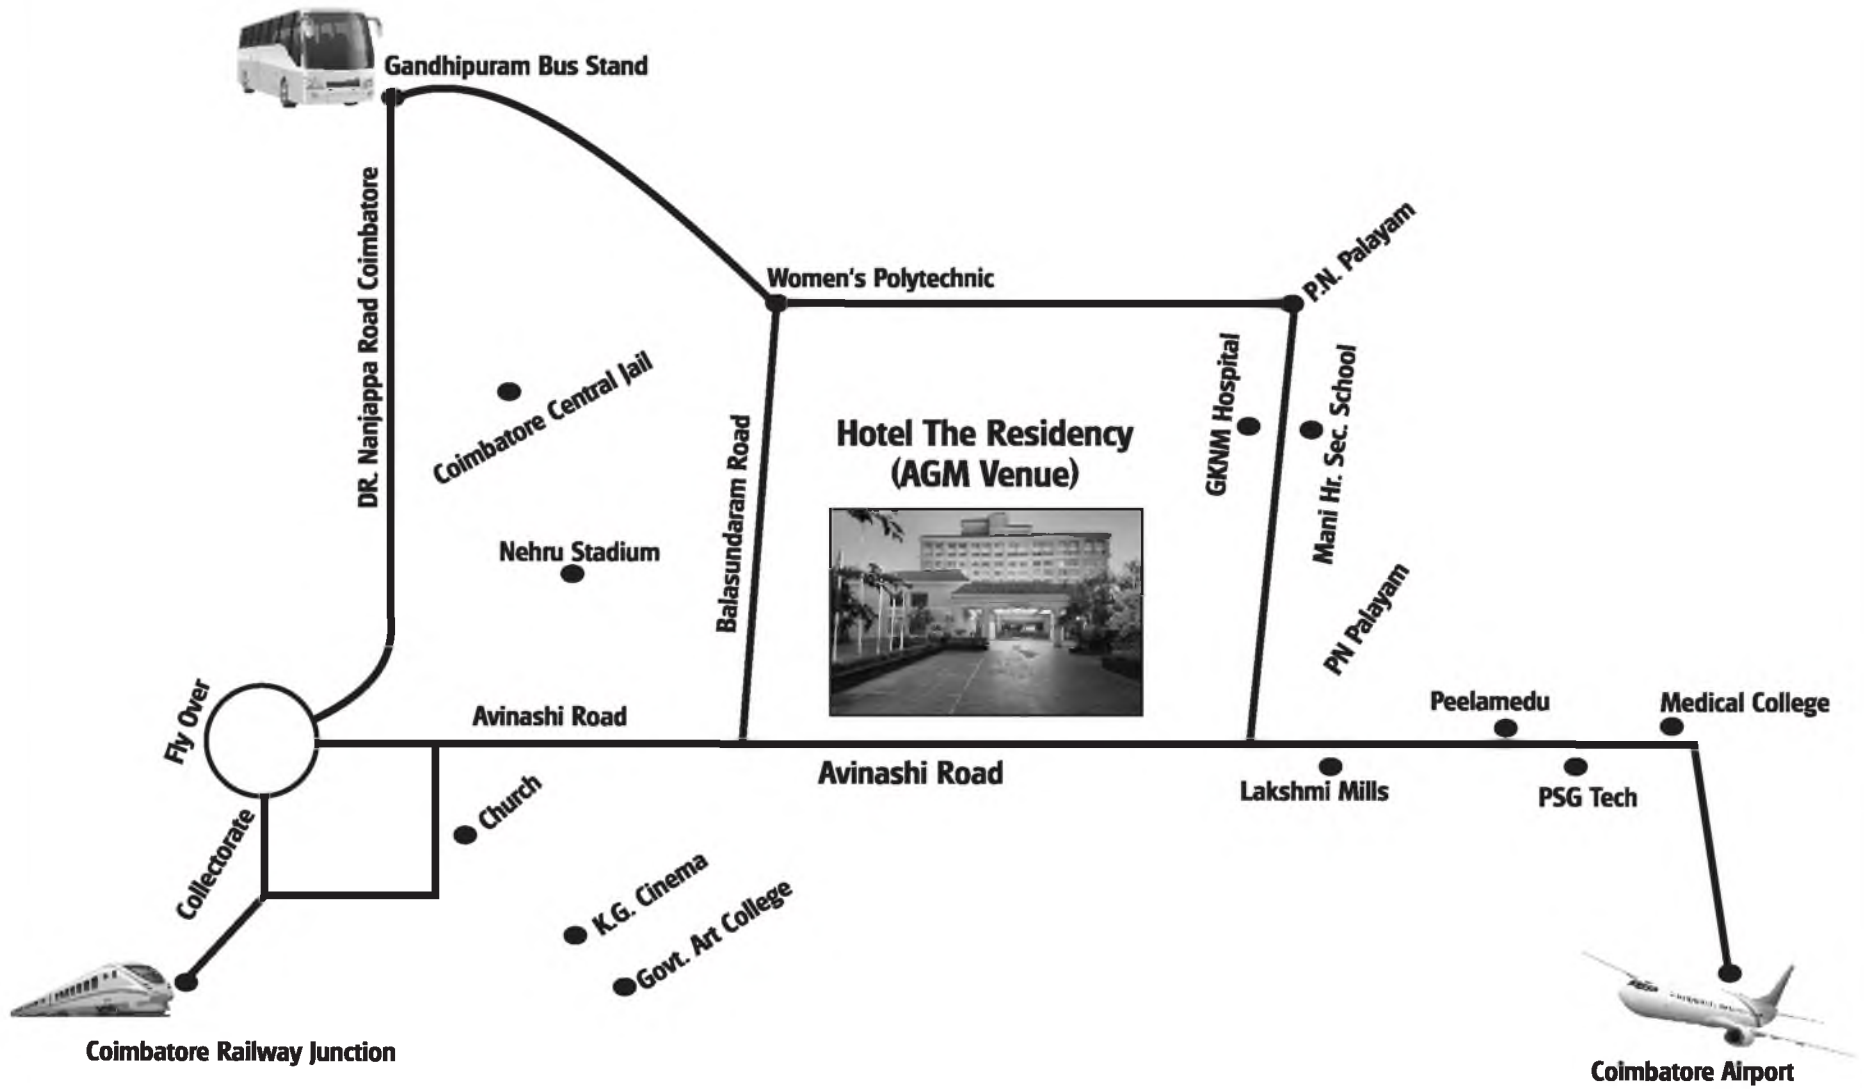 Gandhipuram Bus Stand
DR. Nanjappa Road Coimbatore
Women's Polytechnic
P.N. Palayam
Coimbatore Central Jail
GKNM Hospital
Mani Hr. Sec. School
Balasundaram Road
Hotel The Residency
(AGM Venue)
Nehru Stadium
PN Palayam
Fly Over
Avinashi Road
Peelamedu
Medical College
Avinashi Road
Lakshmi Mills
PSG Tech
Church
Collectorate
K.G. Cinema
Govt. Art College
Coimbatore Railway Junction
Coimbatore Airport